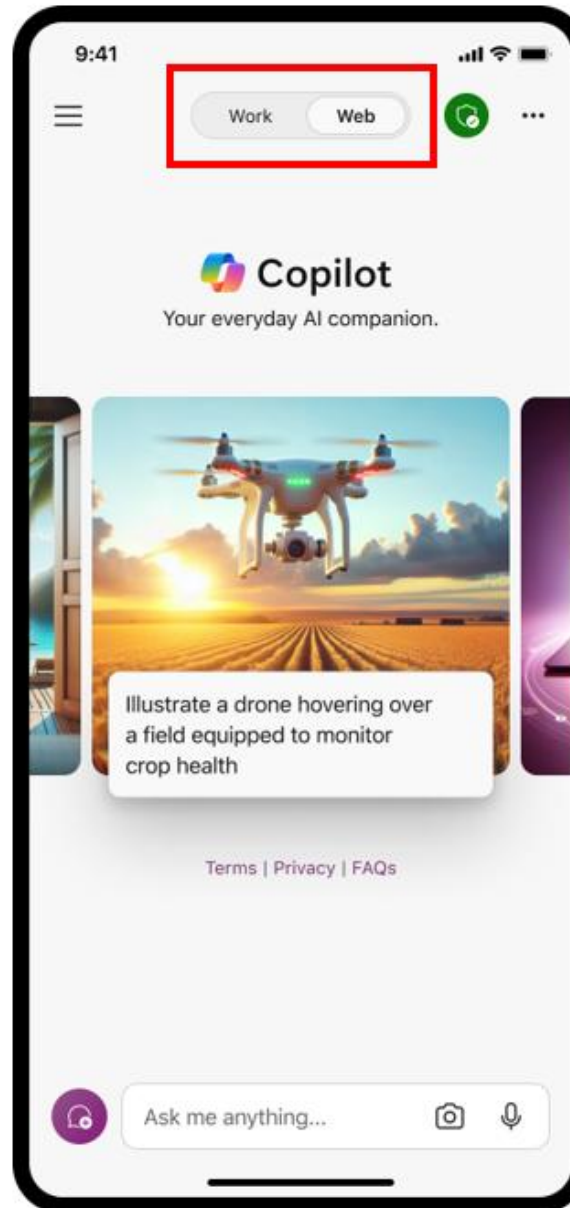 9:41
Work Web
Copilot
Your everyday AI companion.
Illustrate a drone hovering over
a field equipped to monitor
crop health
Terms | Privacy | FAQs
Ask me anything...